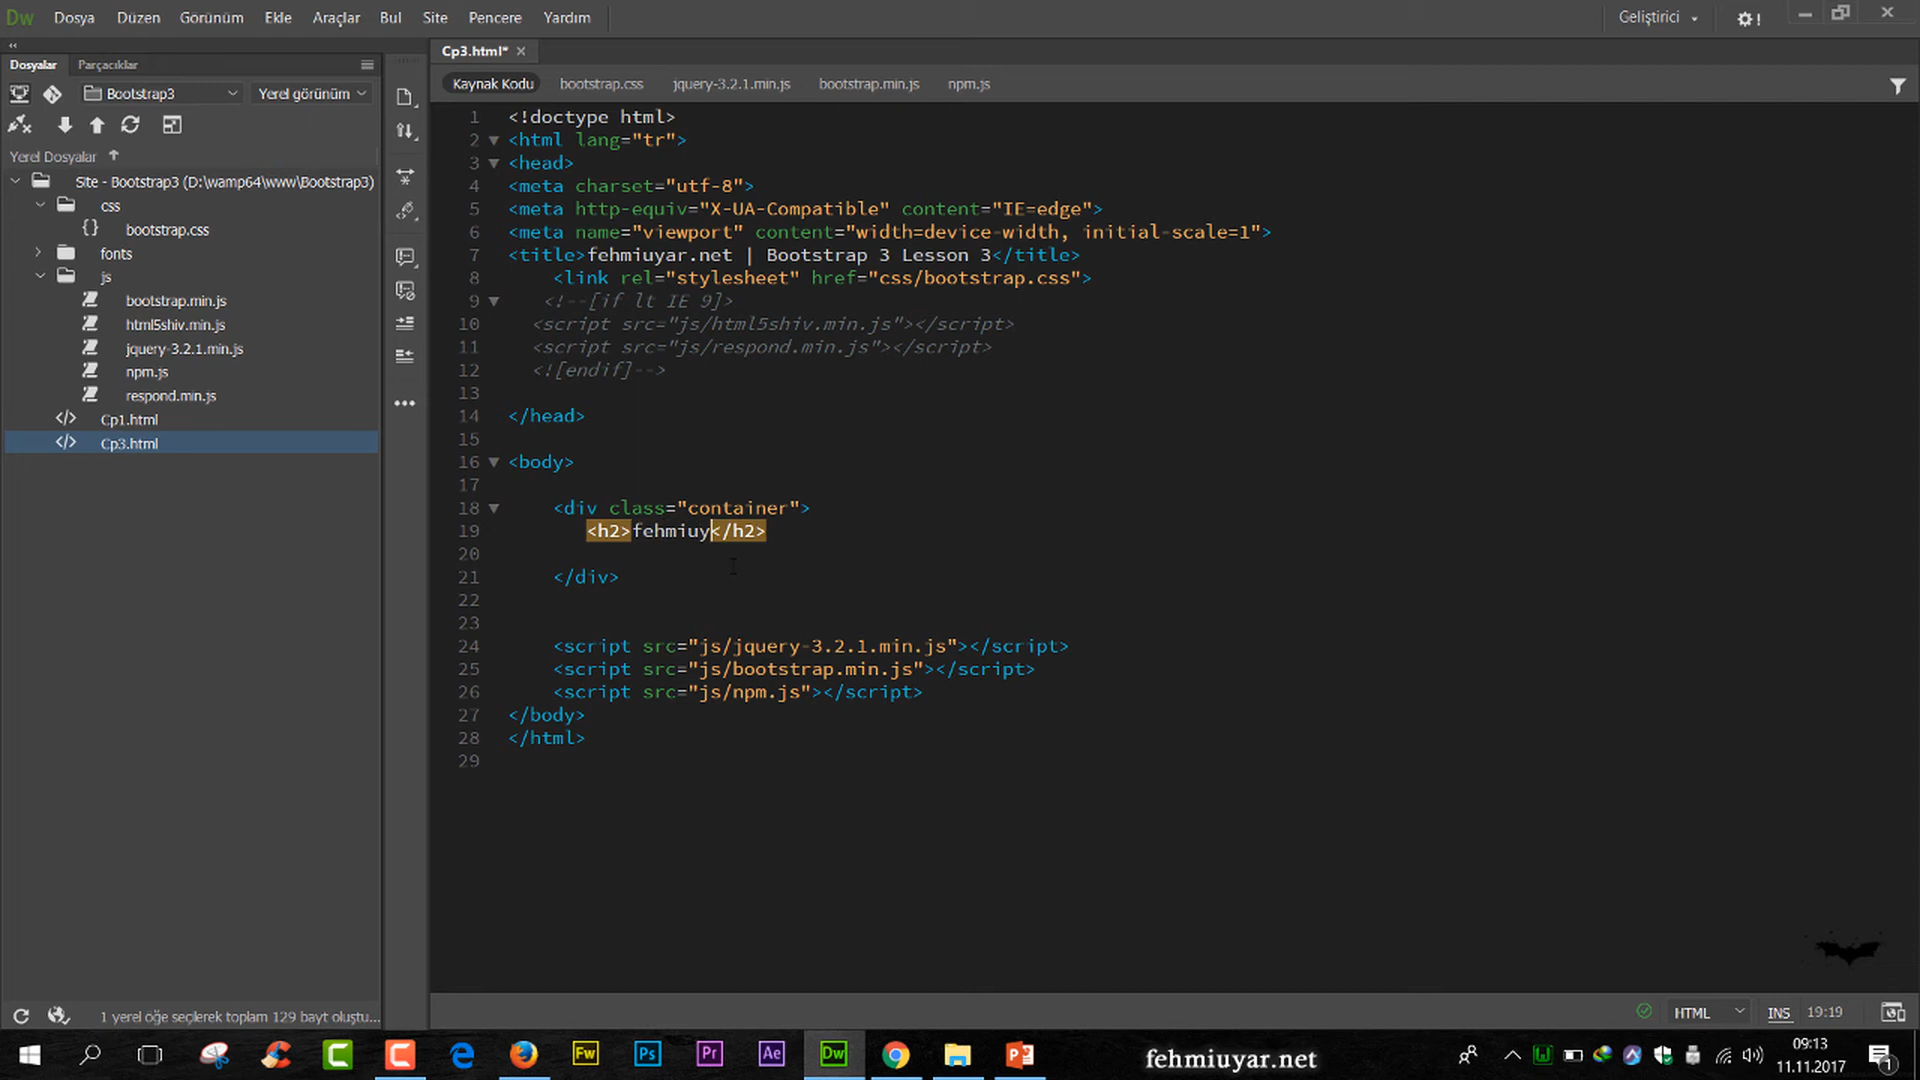 Dw Dosya Düzen Görünüm Ekle Araçlar Bul Site Pencere Yardım Geliştirici
Dosyalar Parçacıklar
Bootstrap3 Yerel görünüm
Yerel Dosyalar
Site - Bootstrap3 (D:\wamp64\www\Bootstrap3)
css
{} bootstrap.css
fonts
js
bootstrap.min.js
html5shiv.min.js
jquery-3.2.1.min.js
npm.js
respond.min.js
Cp1.html
Cp3.html
1 yerel öğe seçilerek toplam 129 bayt oluştu...
Cp3.html*
Kaynak Kodu bootstrap.css jquery-3.2.1.min.js bootstrap.min.js npm.js
1 <!doctype html>
2 <html lang="tr">
3 <head>
4 <meta charset="utf-8">
5 <meta http-equiv="X-UA-Compatible" content="IE=edge">
6 <meta name="viewport" content="width=device-width, initial-scale=1">
7 <title>fehmiuyar.net | Bootstrap 3 Lesson 3</title>
8 <link rel="stylesheet" href="css/bootstrap.css">
9 <!--[if lt IE 9]>
10 <script src="js/html5shiv.min.js"></script>
11 <script src="js/respond.min.js"></script>
12 <![endif]-->
13
14 </head>
15
16 <body>
17
18 <div class="container">
19 <h2>fehmiuy</h2>
20
21 </div>
22
23
24 <script src="js/jquery-3.2.1.min.js"></script>
25 <script src="js/bootstrap.min.js"></script>
26 <script src="js/npm.js"></script>
27 </body>
28 </html>
29
HTML INS 19:19
Fw Ps Pr Ae Dw
fehmiuyar.net
09:13
11.11.2017
1